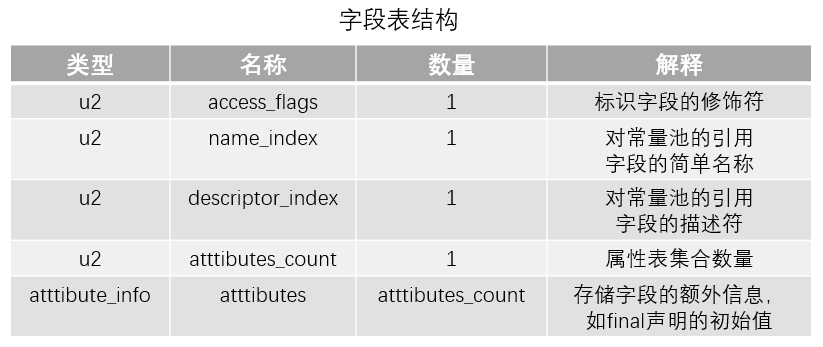 字段表结构
类型 名称 数量 解释
u2 access_flags 1 标识字段的修饰符
u2 name_index 1 对常量池的引用
字段的简单名称
u2 descriptor_index 1 对常量池的引用
字段的描述符
u2 atttibutes_count 1 属性表集合数量
atttibute_info atttibutes atttibutes_count 存储字段的额外信息，
如final声明的初始值